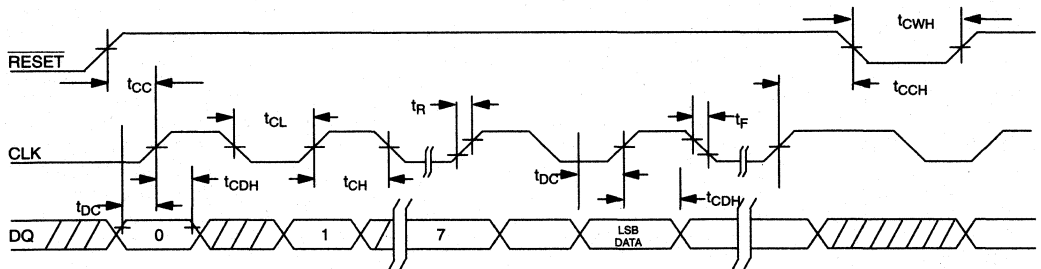 tCWH
RESET
tCC
tCCH
tR
tCL
tF
CLK
tCDH
tCH
tDC
tDC
tCDH
DQ
0
1
7
LSB
DATA